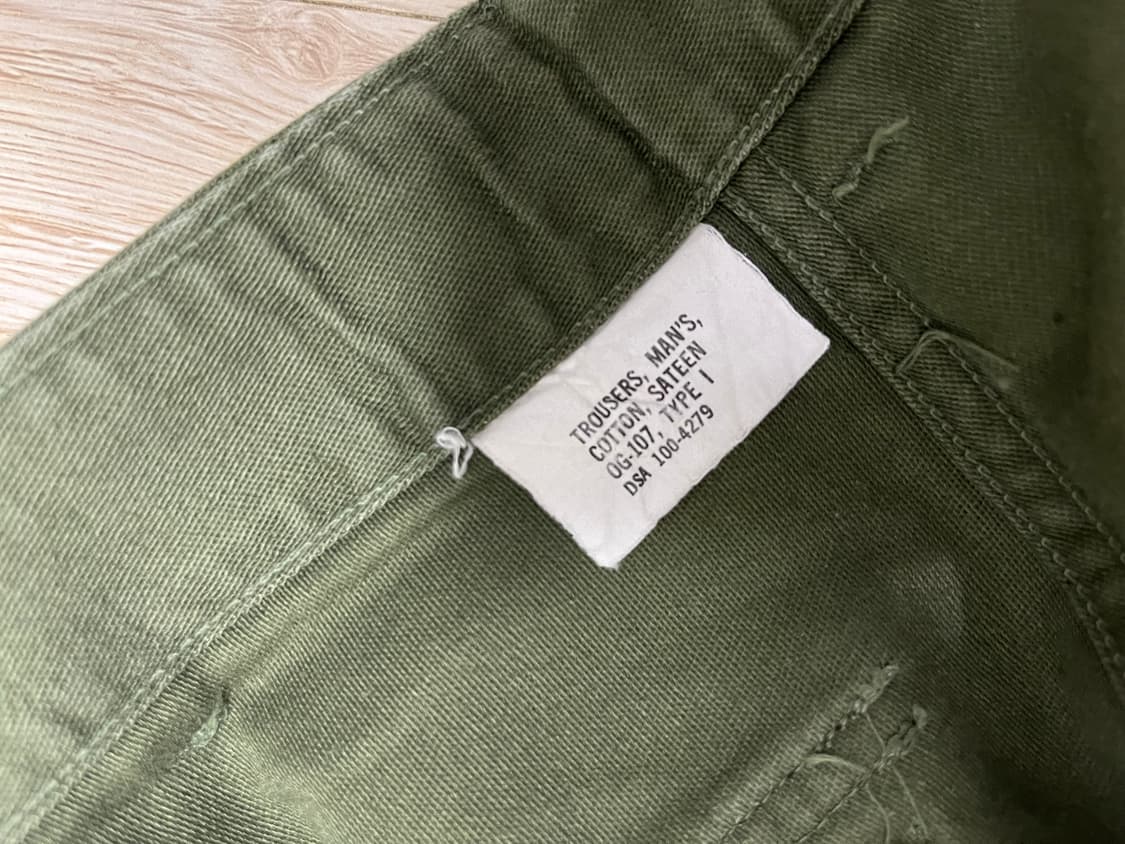 TROUSERS, MAN'S,
COTTON, SATEEN
OG-107, TYPE I
DSA 100-4279